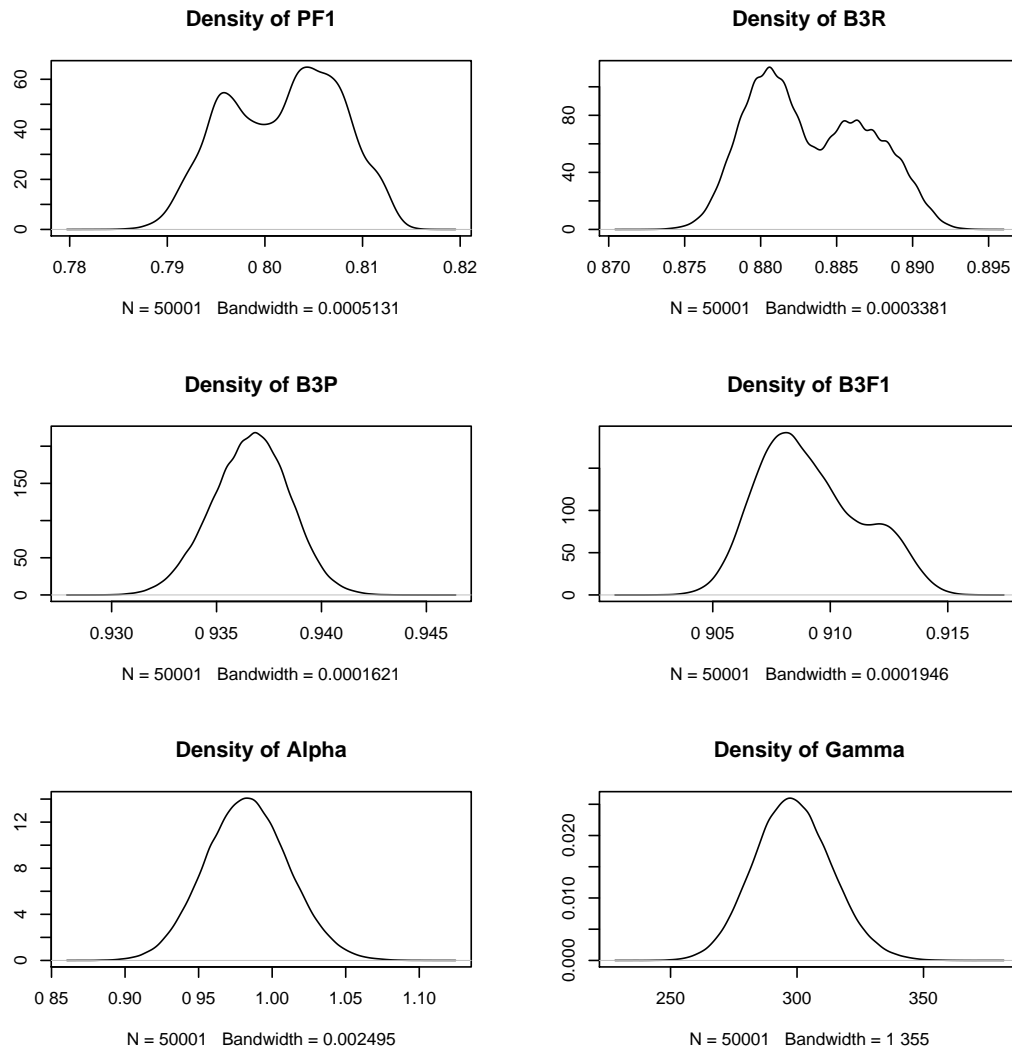 Density of PF1
0 20 40 60
0.78 0.79 0.80 0.81 0.82
N = 50001 Bandwidth = 0.0005131
Density of B3R
0 40 80
0 870 0.875 0 880 0.885 0 890 0.895
N = 50001 Bandwidth = 0.0003381
Density of B3P
0 50 150
0.930 0 935 0.940 0.945
N = 50001 Bandwidth = 0.0001621
Density of B3F1
0 50 100
0 905 0.910 0.915
N = 50001 Bandwidth = 0.0001946
Density of Alpha
0 4 8 12
0 85 0.90 0.95 1.00 1.05 1.10
N = 50001 Bandwidth = 0.002495
Density of Gamma
0.000 0.010 0.020
250 300 350
N = 50001 Bandwidth = 1 355